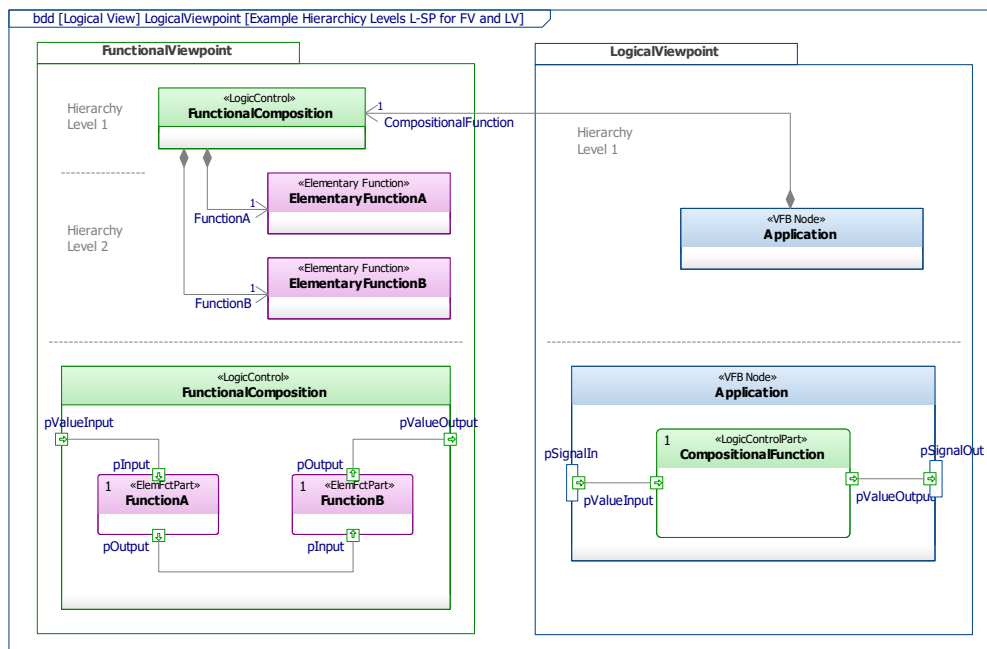 bdd [Logical View] LogicalViewpoint [Example Hierarchicy Levels L-SP for FV and LV]
FunctionalViewpoint
Hierarchy
Level 1
«LogicControl»
FunctionalComposition
1
CompositionalFunction
«Elementary Function»
ElementaryFunctionA
1
FunctionA
Hierarchy
Level 2
«Elementary Function»
ElementaryFunctionB
1
FunctionB
«LogicControl»
FunctionalComposition
pValueInput
pValueOutput
pInput
pOutput
1 «ElemFctPart»
FunctionA
1 «ElemFctPart»
FunctionB
pOutput
pInput
LogicalViewpoint
Hierarchy
Level 1
«VFB Node»
Application
«VFB Node»
Application
pSignalIn
pSignalOut
1 «LogicControlPart»
CompositionalFunction
pValueInput
pValueOutput